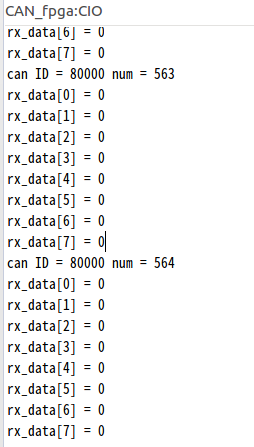 CAN_fpga:CIO
rx_data[6] = 0
rx_data[7] = 0
can ID = 80000 num = 563
rx_data[0] = 0
rx_data[1] = 0
rx_data[2] = 0
rx_data[3] = 0
rx_data[4] = 0
rx_data[5] = 0
rx_data[6] = 0
rx_data[7] = 0
can ID = 80000 num = 564
rx_data[0] = 0
rx_data[1] = 0
rx_data[2] = 0
rx_data[3] = 0
rx_data[4] = 0
rx_data[5] = 0
rx_data[6] = 0
rx_data[7] = 0